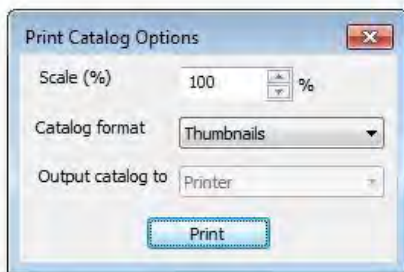 Print Catalog Options
Scale (%) 100 %
Catalog format Thumbnails
Output catalog to Printer
Print